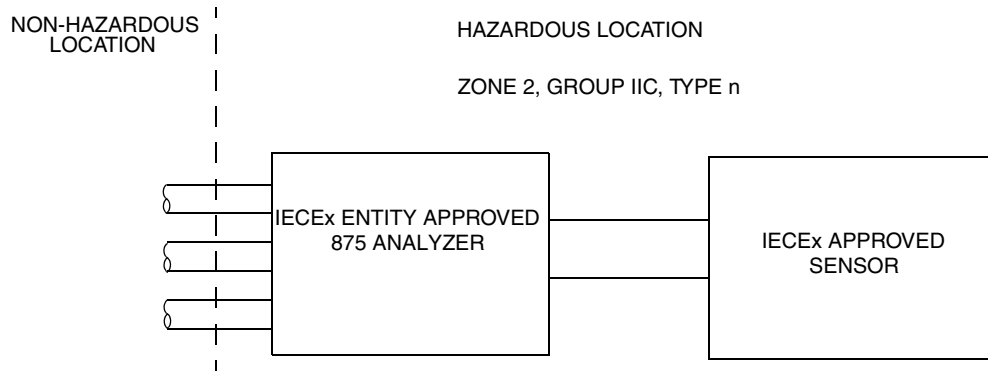 NON-HAZARDOUS
LOCATION
HAZARDOUS LOCATION
ZONE 2, GROUP IIC, TYPE n
IECEx ENTITY APPROVED
875 ANALYZER
IECEx APPROVED
SENSOR